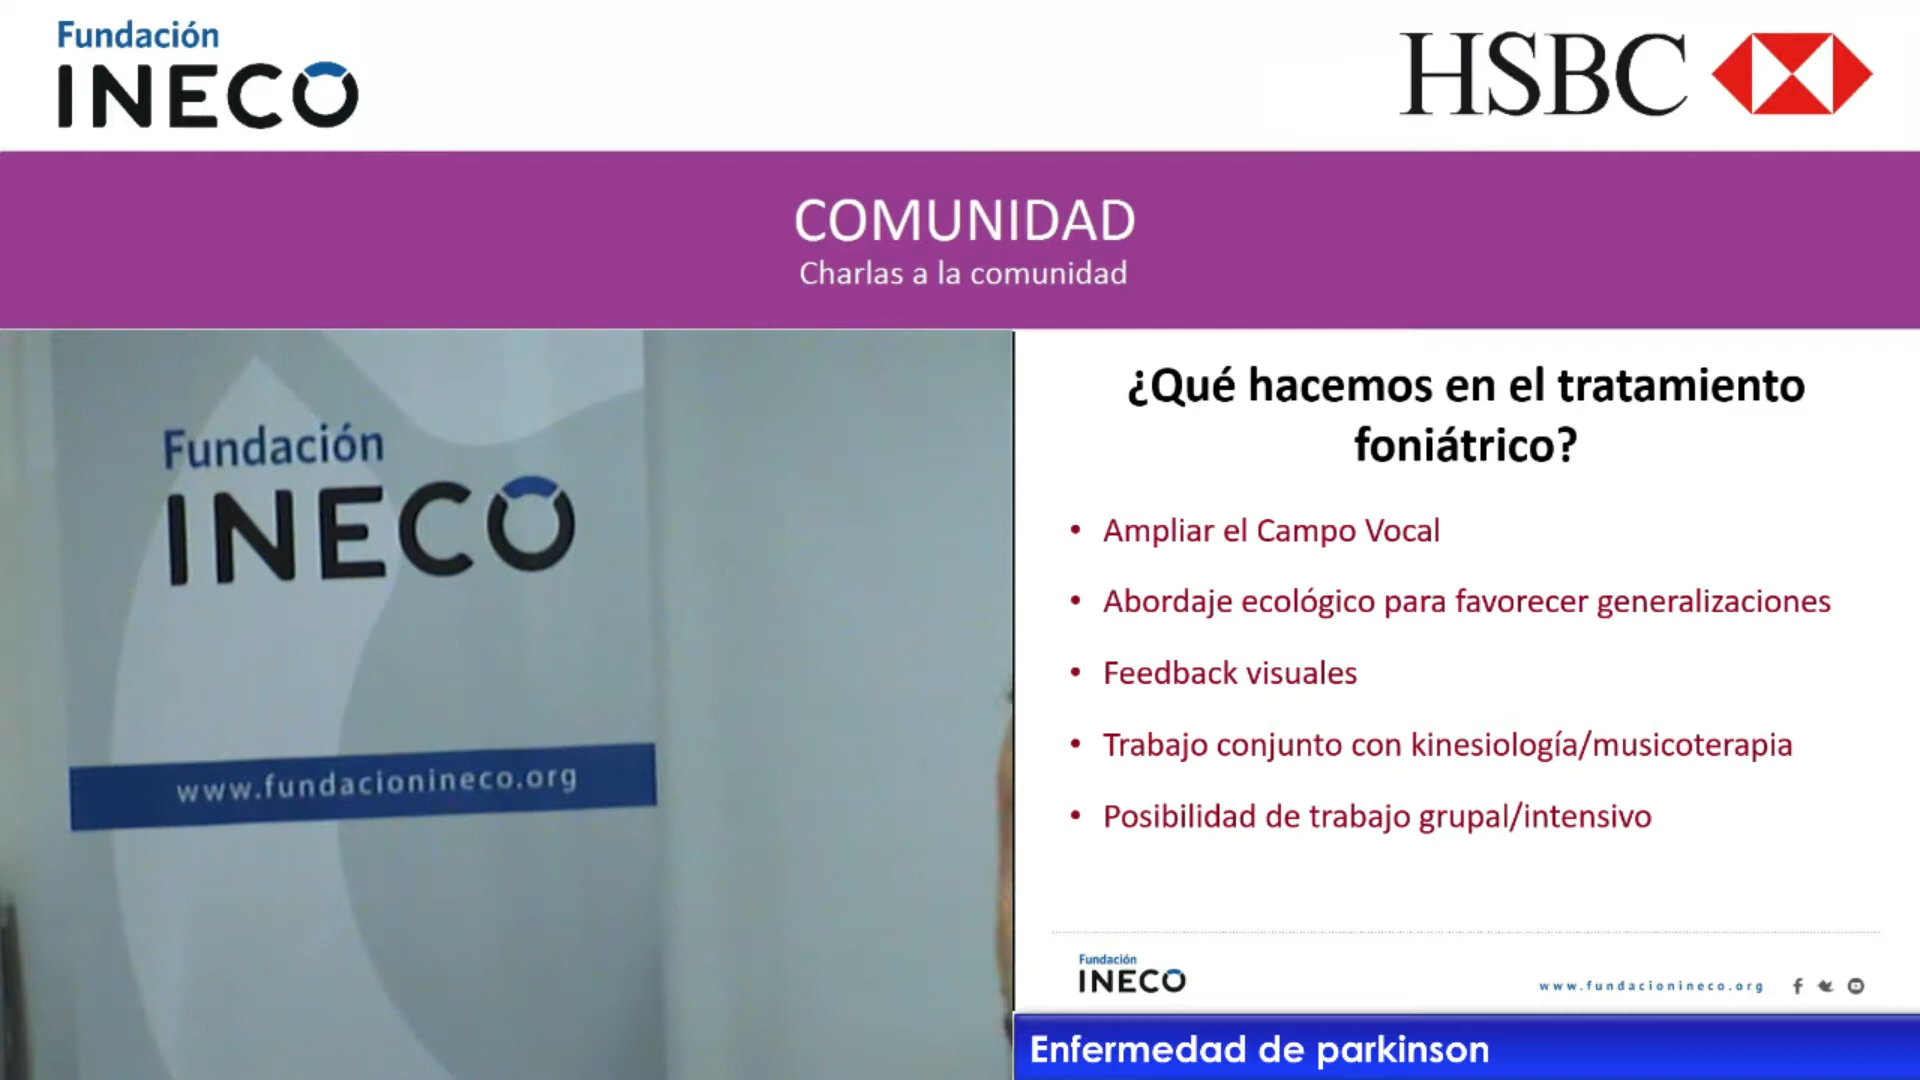 Fundación
INECO
HSBC
COMUNIDAD
Charlas a la comunidad
Fundación
INECO
www.fundacionineco.org
¿Qué hacemos en el tratamiento
foniátrico?
• Ampliar el Campo Vocal
• Abordaje ecológico para favorecer generalizaciones
• Feedback visuales
• Trabajo conjunto con kinesiología/musicoterapia
• Posibilidad de trabajo grupal/intensivo
Fundación
INECO
www.fundacionineco.org
Enfermedad de parkinson